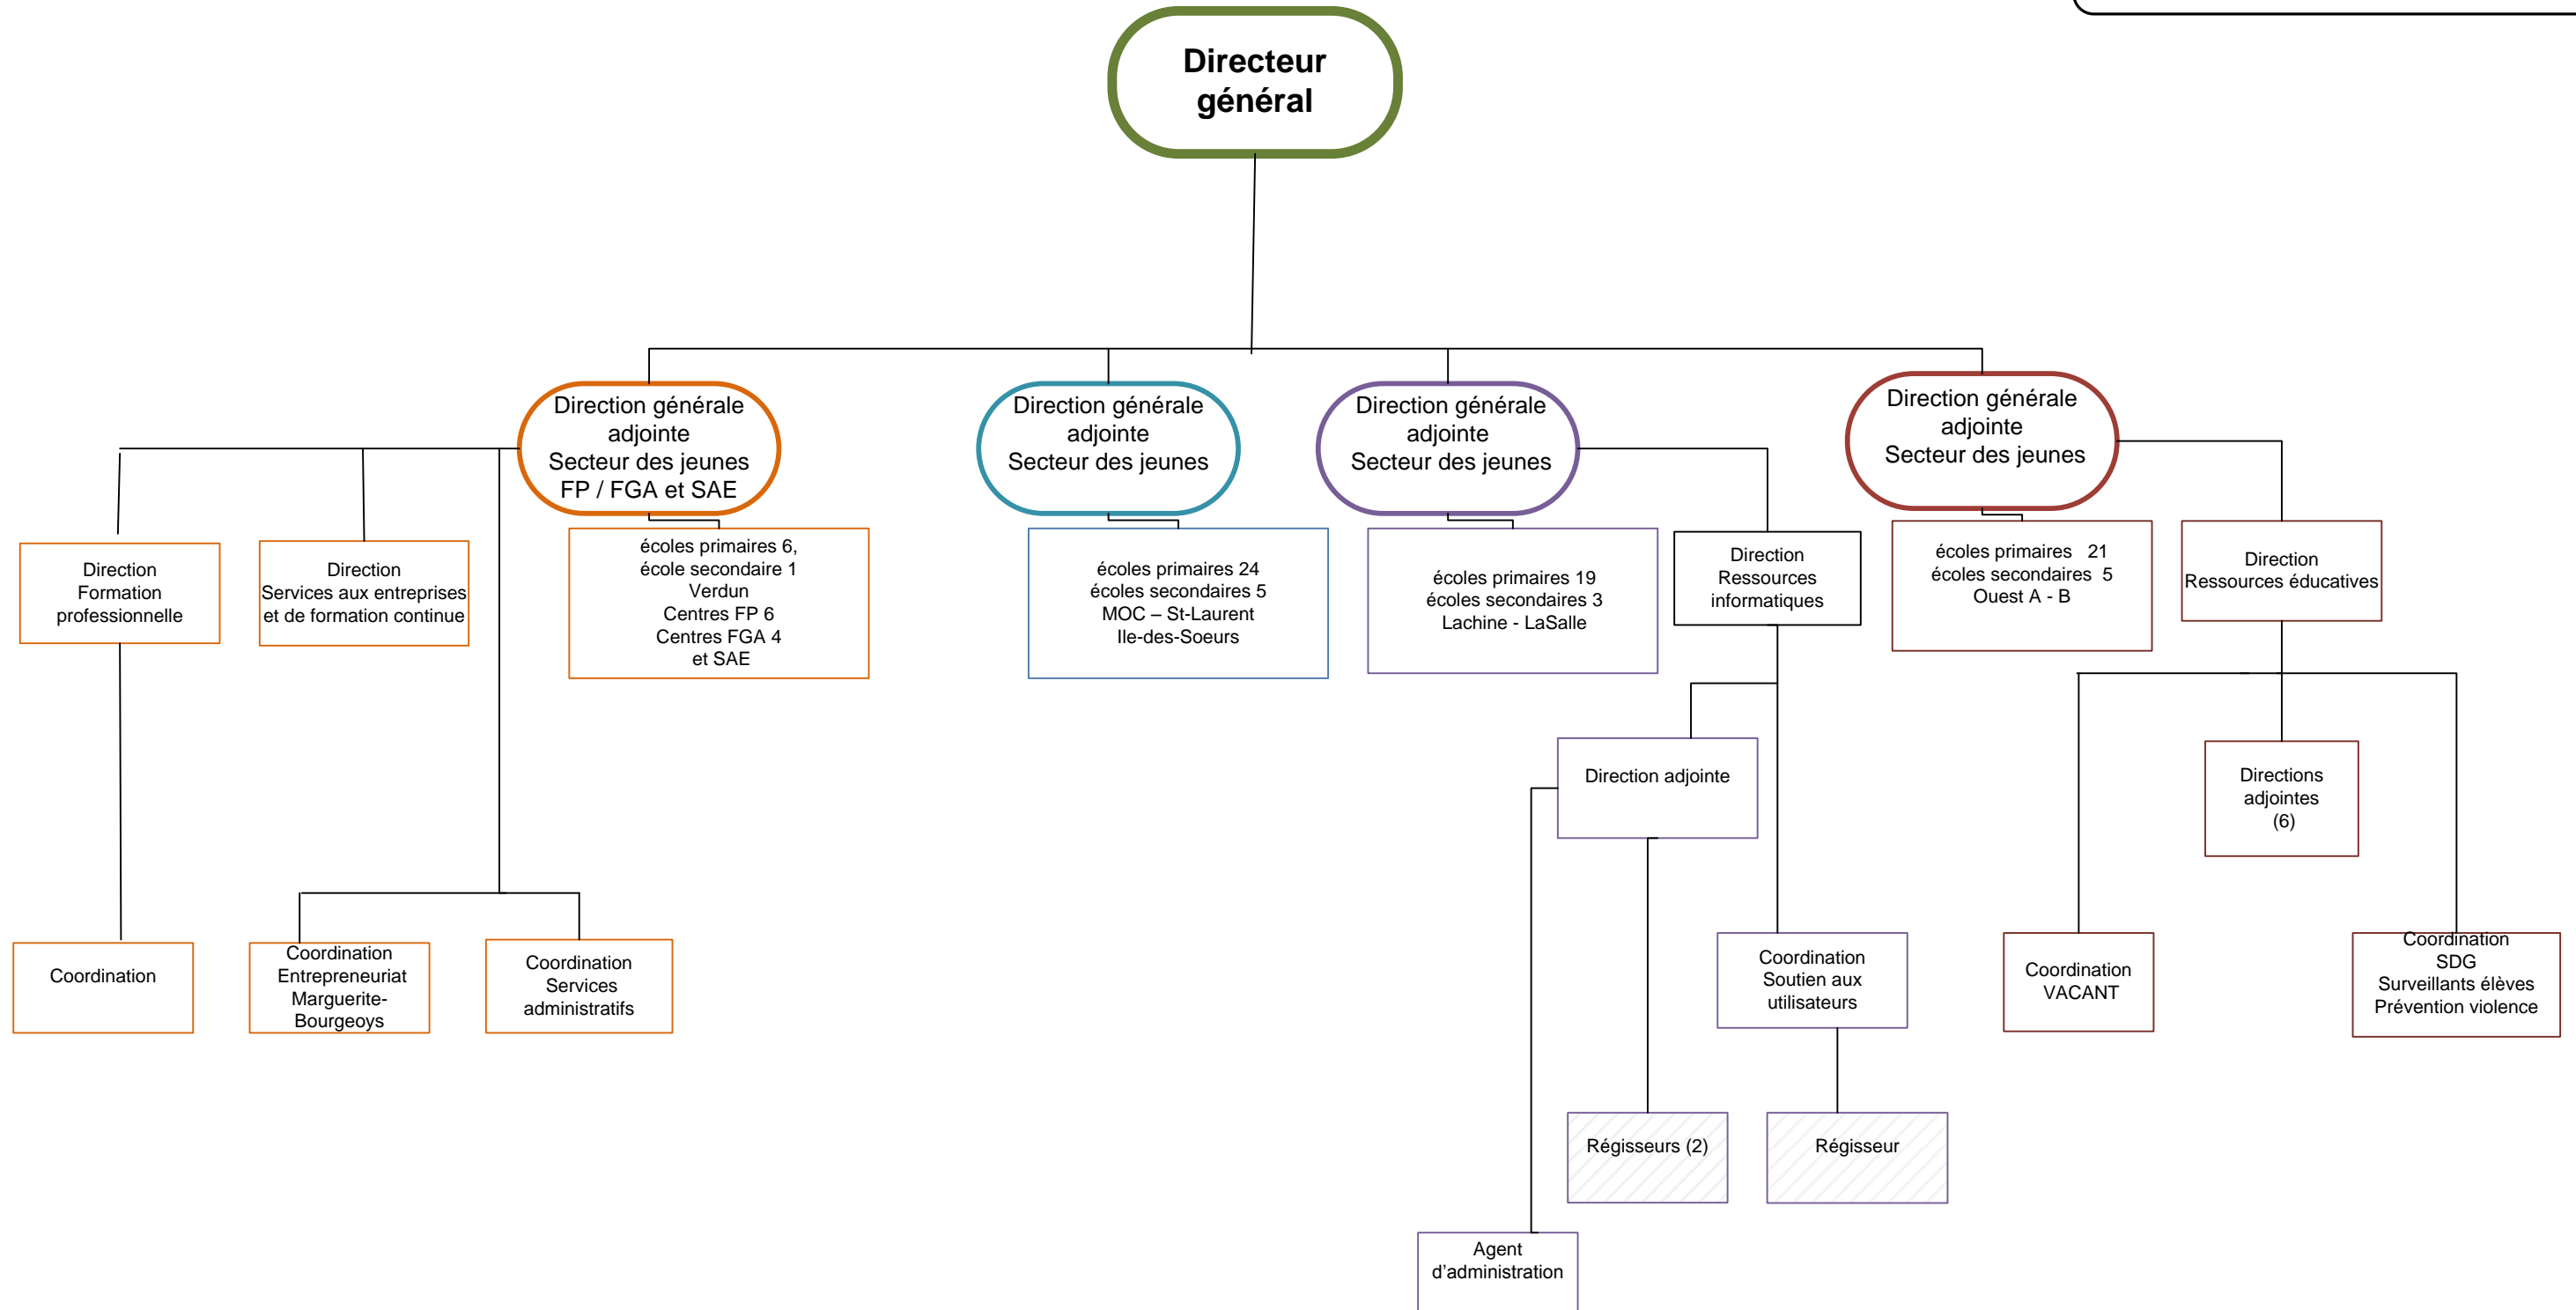 Directeur
général
Direction générale
adjointe
Secteur des jeunes
FP / FGA et SAE
Direction générale
adjointe
Secteur des jeunes
Direction générale
adjointe
Secteur des jeunes
Direction générale
adjointe
Secteur des jeunes
Direction
Formation
professionnelle
Direction
Services aux entreprises
et de formation continue
écoles primaires 6,
école secondaire 1
Verdun
Centres FP 6
Centres FGA 4
et SAE
écoles primaires 24
écoles secondaires 5
MOC – St-Laurent
Ile-des-Soeurs
écoles primaires 19
écoles secondaires 3
Lachine - LaSalle
Direction
Ressources
informatiques
écoles primaires 21
écoles secondaires 5
Ouest A - B
Direction
Ressources éducatives
Direction adjointe
Directions
adjointes
(6)
Coordination
Coordination
Entrepreneuriat
Marguerite-
Bourgeoys
Coordination
Services
administratifs
Coordination
Soutien aux
utilisateurs
Coordination
VACANT
Coordination
SDG
Surveillants élèves
Prévention violence
Régisseurs (2)
Régisseur
Agent
d'administration